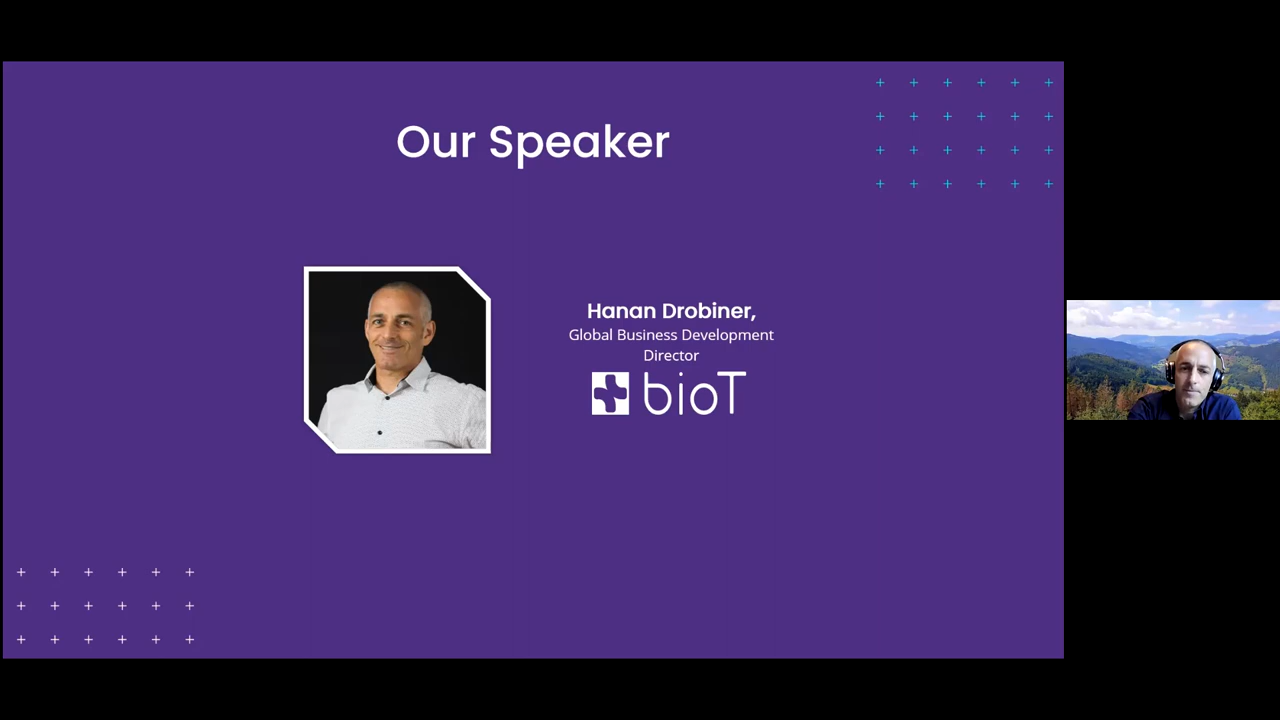 Our Speaker
Hanan Drobiner,
Global Business Development
Director
bioT